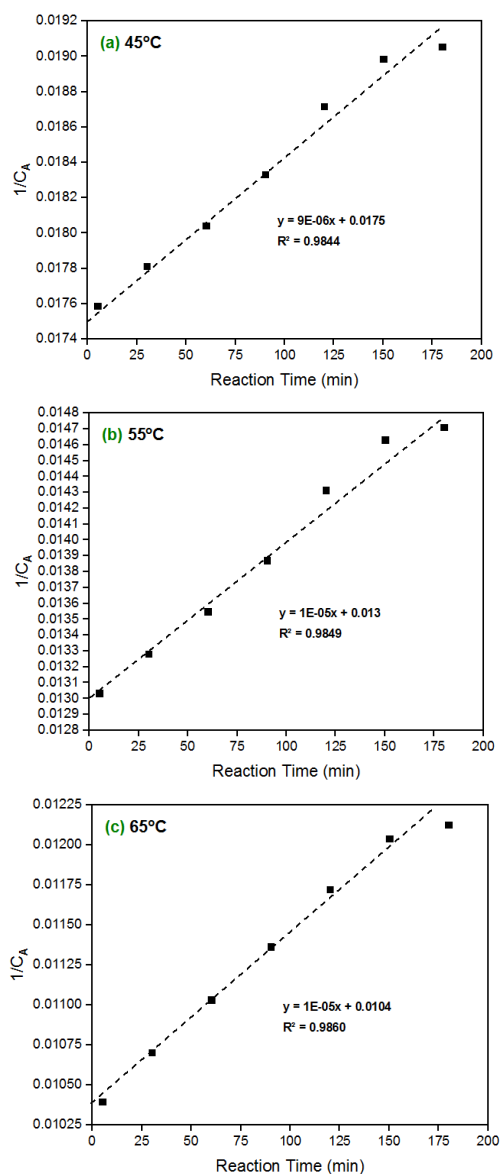 (a) 45°C
0.0192
0.0190
0.0188
0.0186
0.0184
0.0182
0.0180
0.0178
0.0176
0.0174
1/C_A
y = 9E-06x + 0.0175
R² = 0.9844
0 25 50 75 100 125 150 175 200
Reaction Time (min)
(b) 55°C
0.0148
0.0147
0.0146
0.0145
0.0144
0.0143
0.0142
0.0141
0.0140
0.0139
0.0138
0.0137
0.0136
0.0135
0.0134
0.0133
0.0132
0.0131
0.0130
0.0129
0.0128
1/C_A
y = 1E-05x + 0.013
R² = 0.9849
0 25 50 75 100 125 150 175 200
Reaction Time (min)
(c) 65°C
0.01225
0.01200
0.01175
0.01150
0.01125
0.01100
0.01075
0.01050
0.01025
1/C_A
y = 1E-05x + 0.0104
R² = 0.9860
0 25 50 75 100 125 150 175 200
Reaction Time (min)